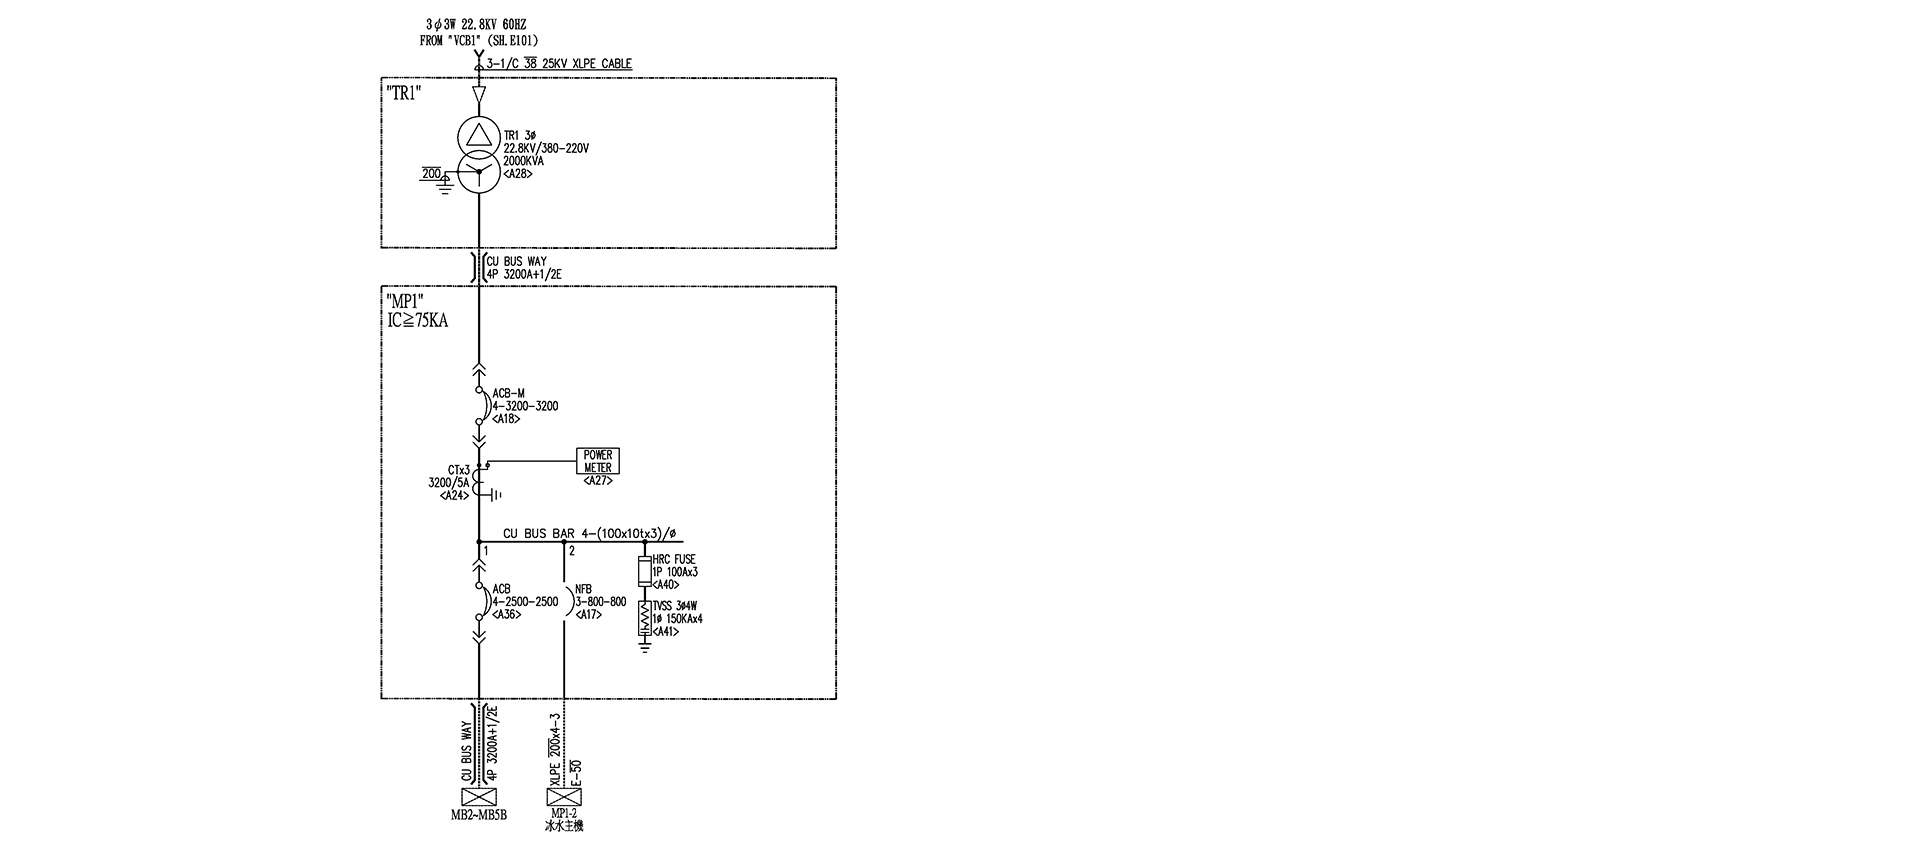 3φ3W 22.8KV 60HZ
FROM "VCB1" (SH.E101)
3-1/C 38 25KV XLPE CABLE
"TR1"
TR1 3ø
22.8KV/380-220V
2000KVA
<A28>
200
CU BUS WAY
4P 3200A+1/2E
"MP1"
IC≧75KA
ACB-M
4-3200-3200
<A18>
POWER
METER
<A27>
CTx3
3200/5A
<A24>
CU BUS BAR 4-(100x10tx3)/ø
1
2
HRC FUSE
1P 100Ax3
<A40>
ACB
4-2500-2500
<A36>
NFB
3-800-800
<A17>
TVSS 3ø4W
1ø 150KAx4
<A41>
CU BUS WAY
4P 3200A+1/2E
XLPE 200x4-3
E-50
MB2~MB5B
MP1-2
冰水主機